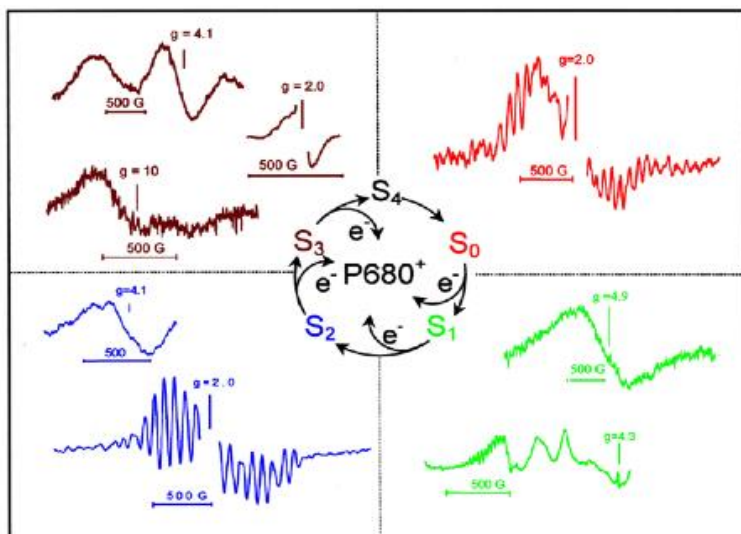 g = 4.1
500 G
g = 2.0
500 G
g = 10
500 G
g=2.0
500 G
S4
S3
e-
S0
P680+
e-
e-
S2
e-
S1
g=4.1
500
g=2.0
500 G
g=4.9
500 G
g=4.3
500 G